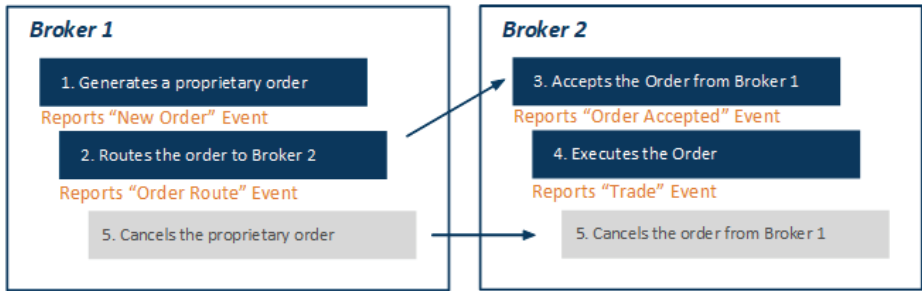 Broker 1
1. Generates a proprietary order
Reports “New Order” Event
2. Routes the order to Broker 2
Reports “Order Route” Event
5. Cancels the proprietary order
Broker 2
3. Accepts the Order from Broker 1
Reports “Order Accepted” Event
4. Executes the Order
Reports “Trade” Event
5. Cancels the order from Broker 1